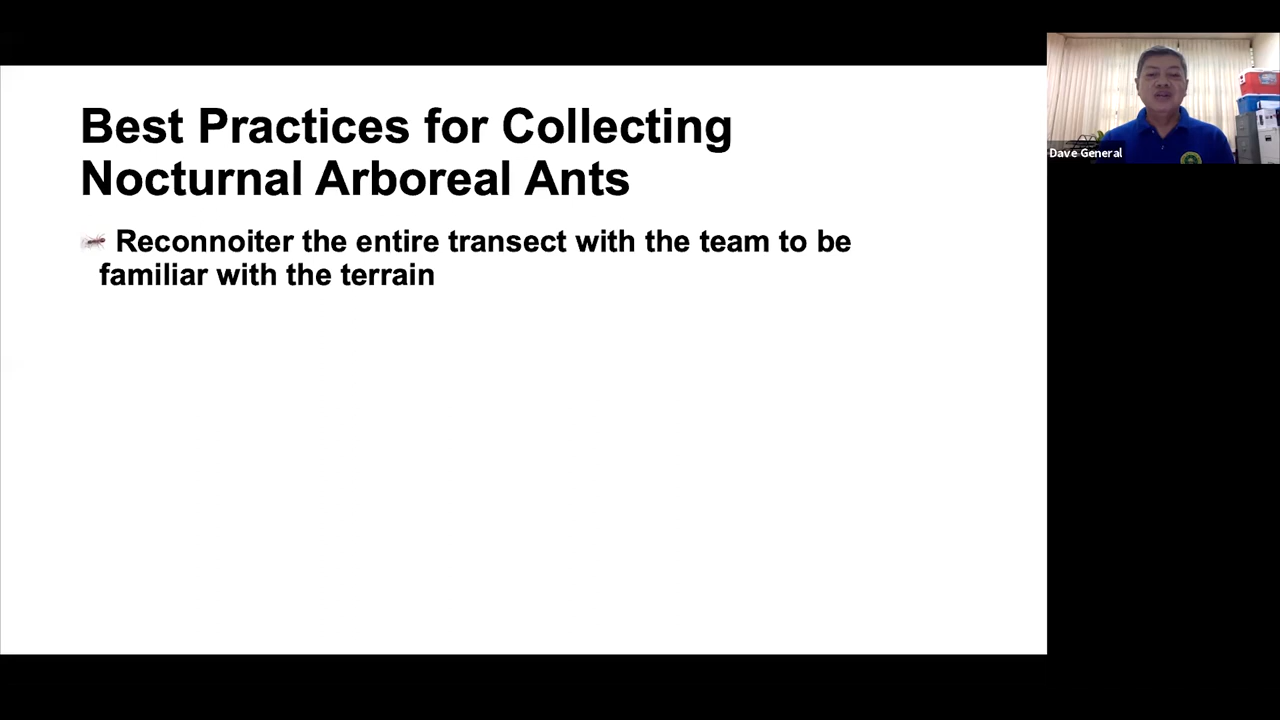 Best Practices for Collecting
Nocturnal Arboreal Ants
Reconnoiter the entire transect with the team to be
familiar with the terrain
Dave General